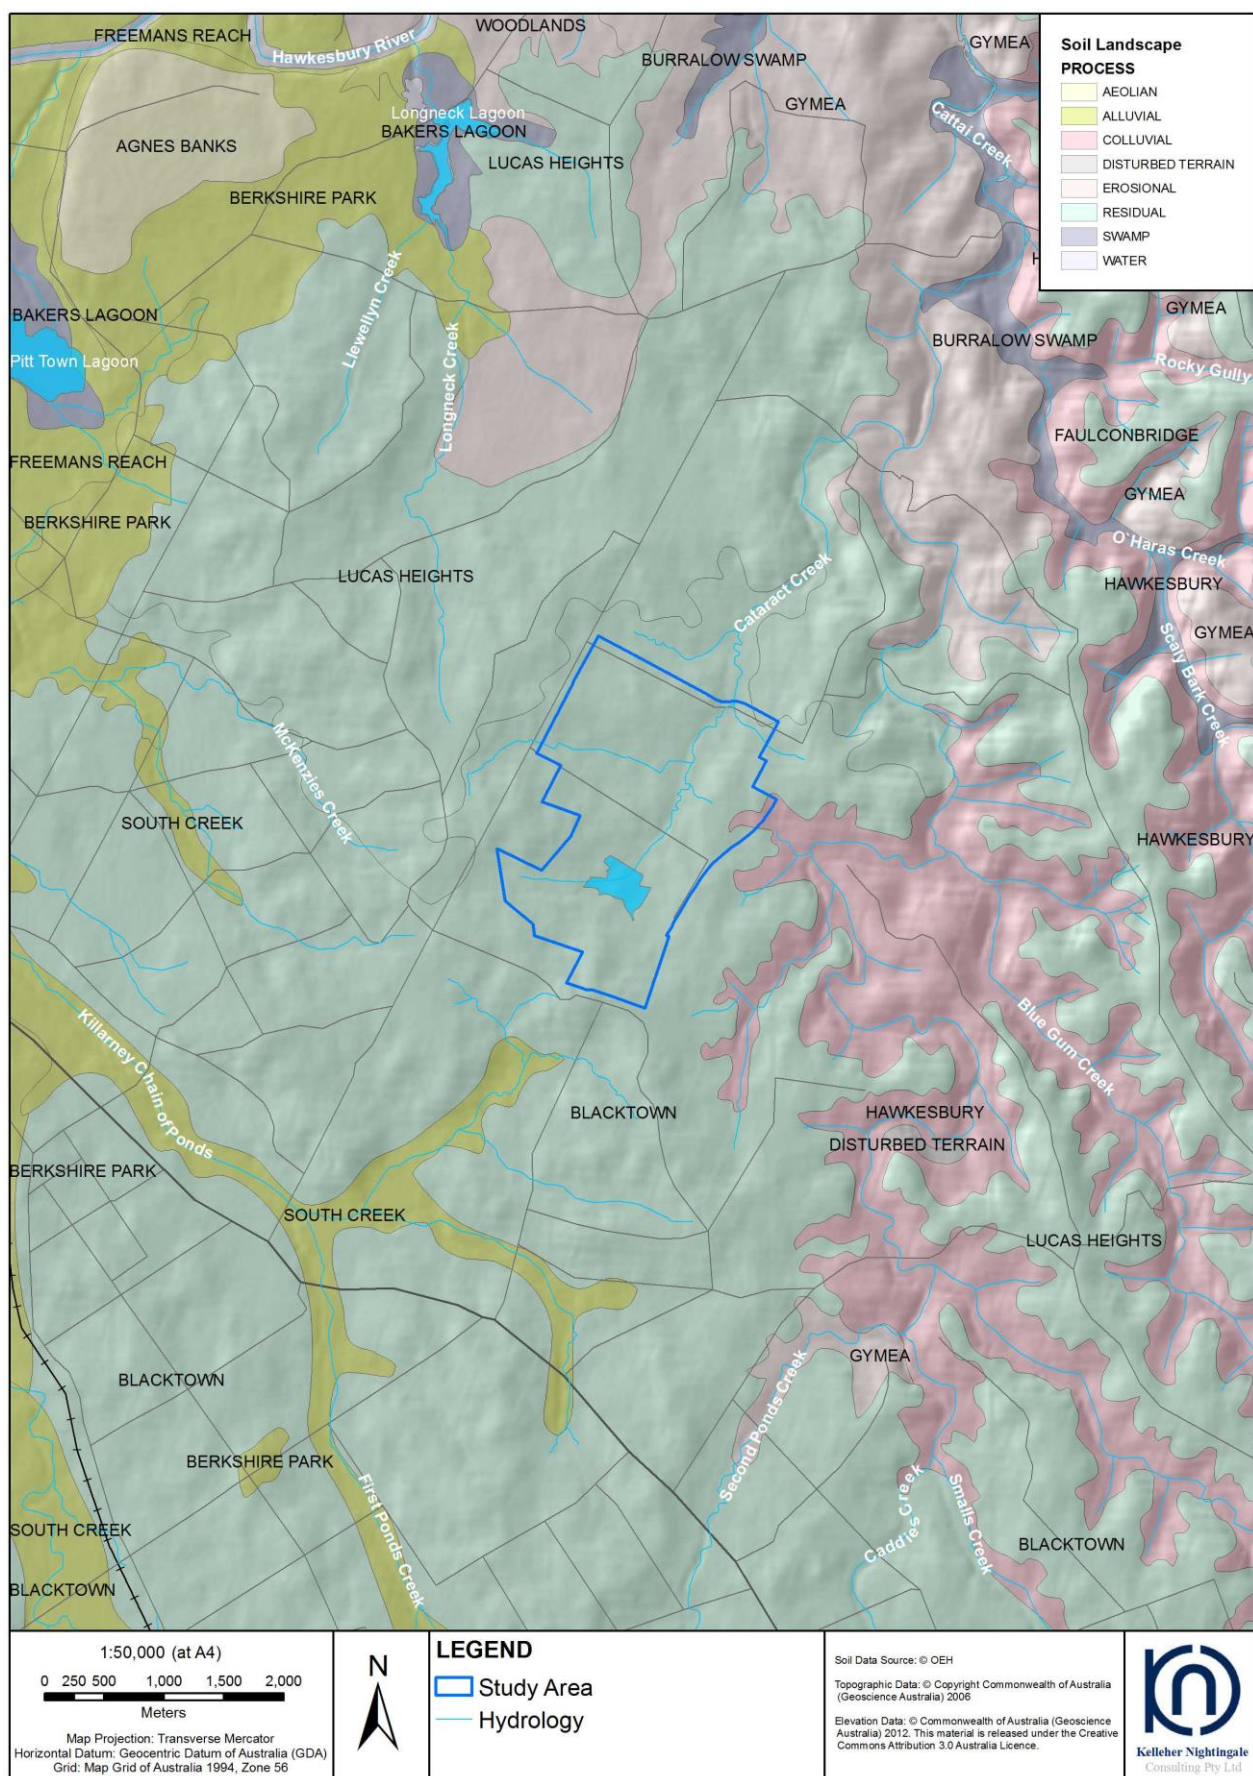 WOODLANDS
FREEMANS REACH
Hawkesbury River
BURRALOW SWAMP
GYMEA
GYMEA
Soil Landscape
PROCESS
AEOLIAN
ALLUVIAL
COLLUVIAL
DISTURBED TERRAIN
EROSIONAL
RESIDUAL
SWAMP
WATER
Longneck Lagoon
BAKERS LAGOON
Cattai Creek
AGNES BANKS
LUCAS HEIGHTS
BERKSHIRE PARK
H
Llewellyn Creek
BAKERS LAGOON
GYMEA
Pitt Town Lagoon
Longneck Creek
BURRALOW SWAMP
Rocky Gully
FREEMANS REACH
FAULCONBRIDGE
GYMEA
BERKSHIRE PARK
O'Haras Creek
LUCAS HEIGHTS
Cataract Creek
HAWKESBURY
GYMEA
Scaly Bark Creek
McKenzies Creek
SOUTH CREEK
HAWKESBURY
Killarney Chain of Ponds
Blue Gum Creek
BLACKTOWN
HAWKESBURY
DISTURBED TERRAIN
BERKSHIRE PARK
SOUTH CREEK
LUCAS HEIGHTS
GYMEA
BLACKTOWN
Second Ponds Creek
BERKSHIRE PARK
First Ponds Creek
Caddies Creek
Smalls Creek
SOUTH CREEK
BLACKTOWN
BLACKTOWN
1:50,000 (at A4)
0 250 500 1,000 1,500 2,000
Meters
Map Projection: Transverse Mercator
Horizontal Datum: Geocentric Datum of Australia (GDA)
Grid: Map Grid of Australia 1994, Zone 56
N
LEGEND
Study Area
Hydrology
Soil Data Source: © OEH
Topographic Data: © Copyright Commonwealth of Australia
(Geoscience Australia) 2006
Elevation Data: © Commonwealth of Australia (Geoscience
Australia) 2012. This material is released under the Creative
Commons Attribution 3.0 Australia Licence.
Kelleher Nightingale
Consulting Pty Ltd